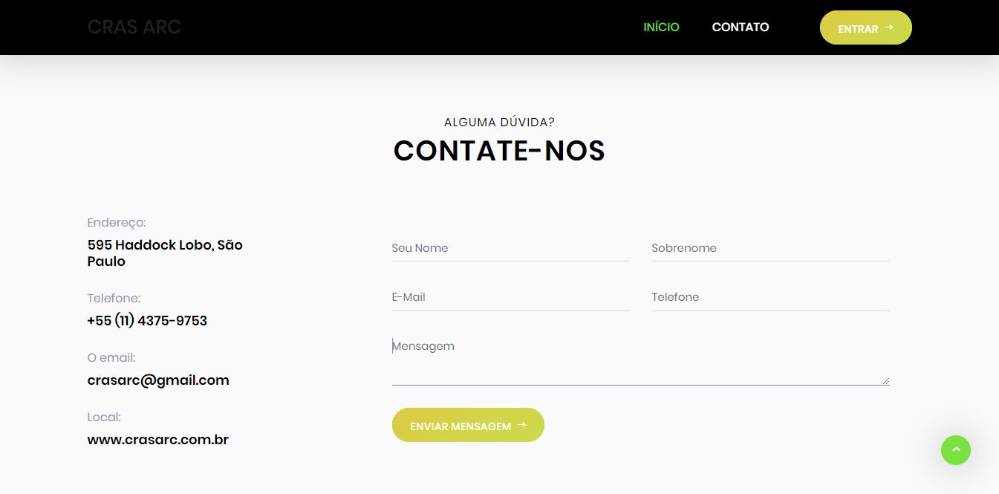 CRAS ARC
INÍCIO
CONTATO
ENTRAR
ALGUMA DÚVIDA?
CONTATE-NOS
Endereço:
595 Haddock Lobo, São
Paulo
Telefone:
+55 (11) 4375-9753
O email:
crasarc@gmail.com
Local:
www.crasarc.com.br
Seu Nome
Sobrenome
E-Mail
Telefone
Mensagem
ENVIAR MENSAGEM